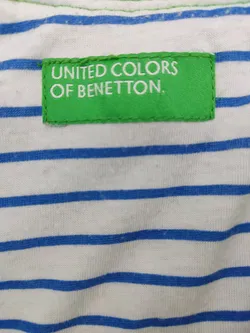 UNITED COLORS
OF BENETTON.